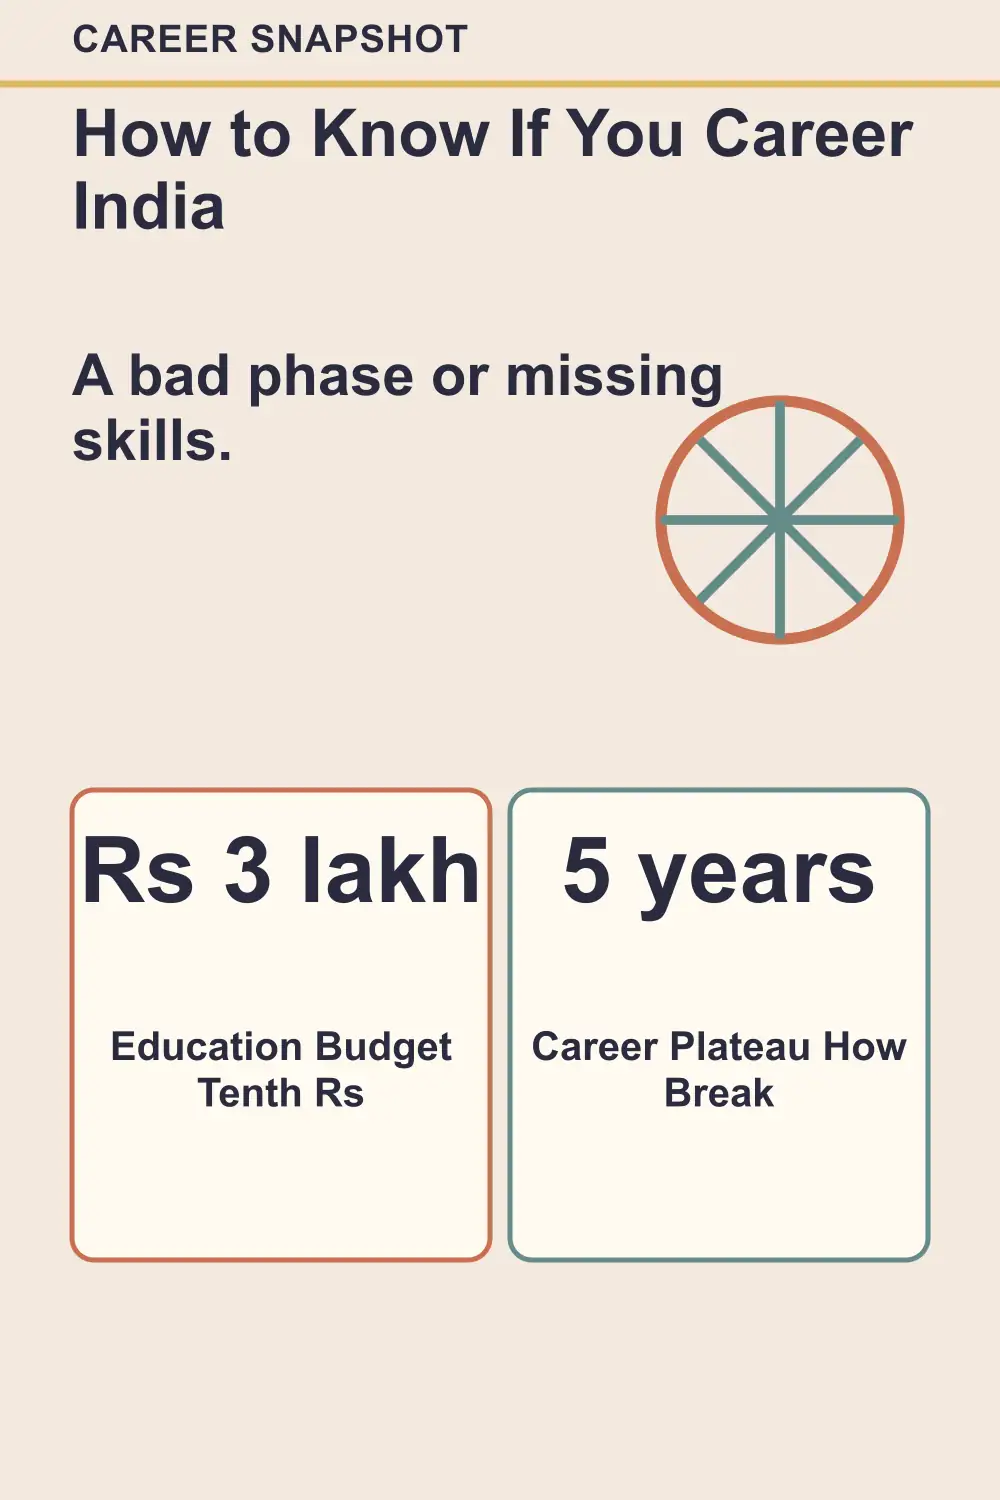 CAREER SNAPSHOT
How to Know If You Career
India
A bad phase or missing
skills.
Rs 3 lakh
Education Budget
Tenth Rs
5 years
Career Plateau How
Break